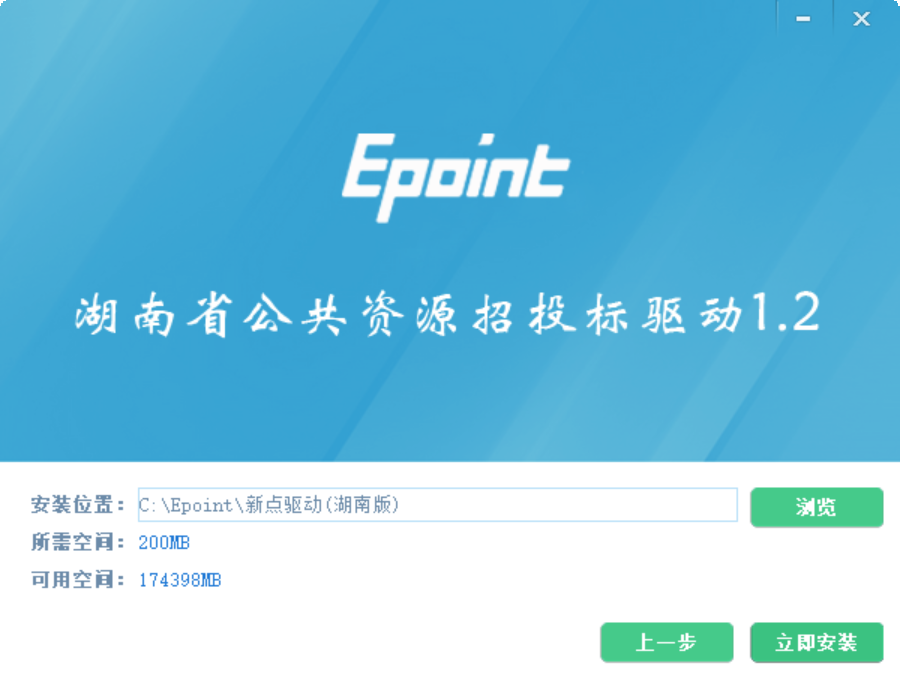 Epoint
湖南省公共资源招投标驱动1.2
安装位置： C:\Epoint\新点驱动(湖南版) 浏览
所需空间： 200MB
可用空间： 174398MB
上一步 立即安装